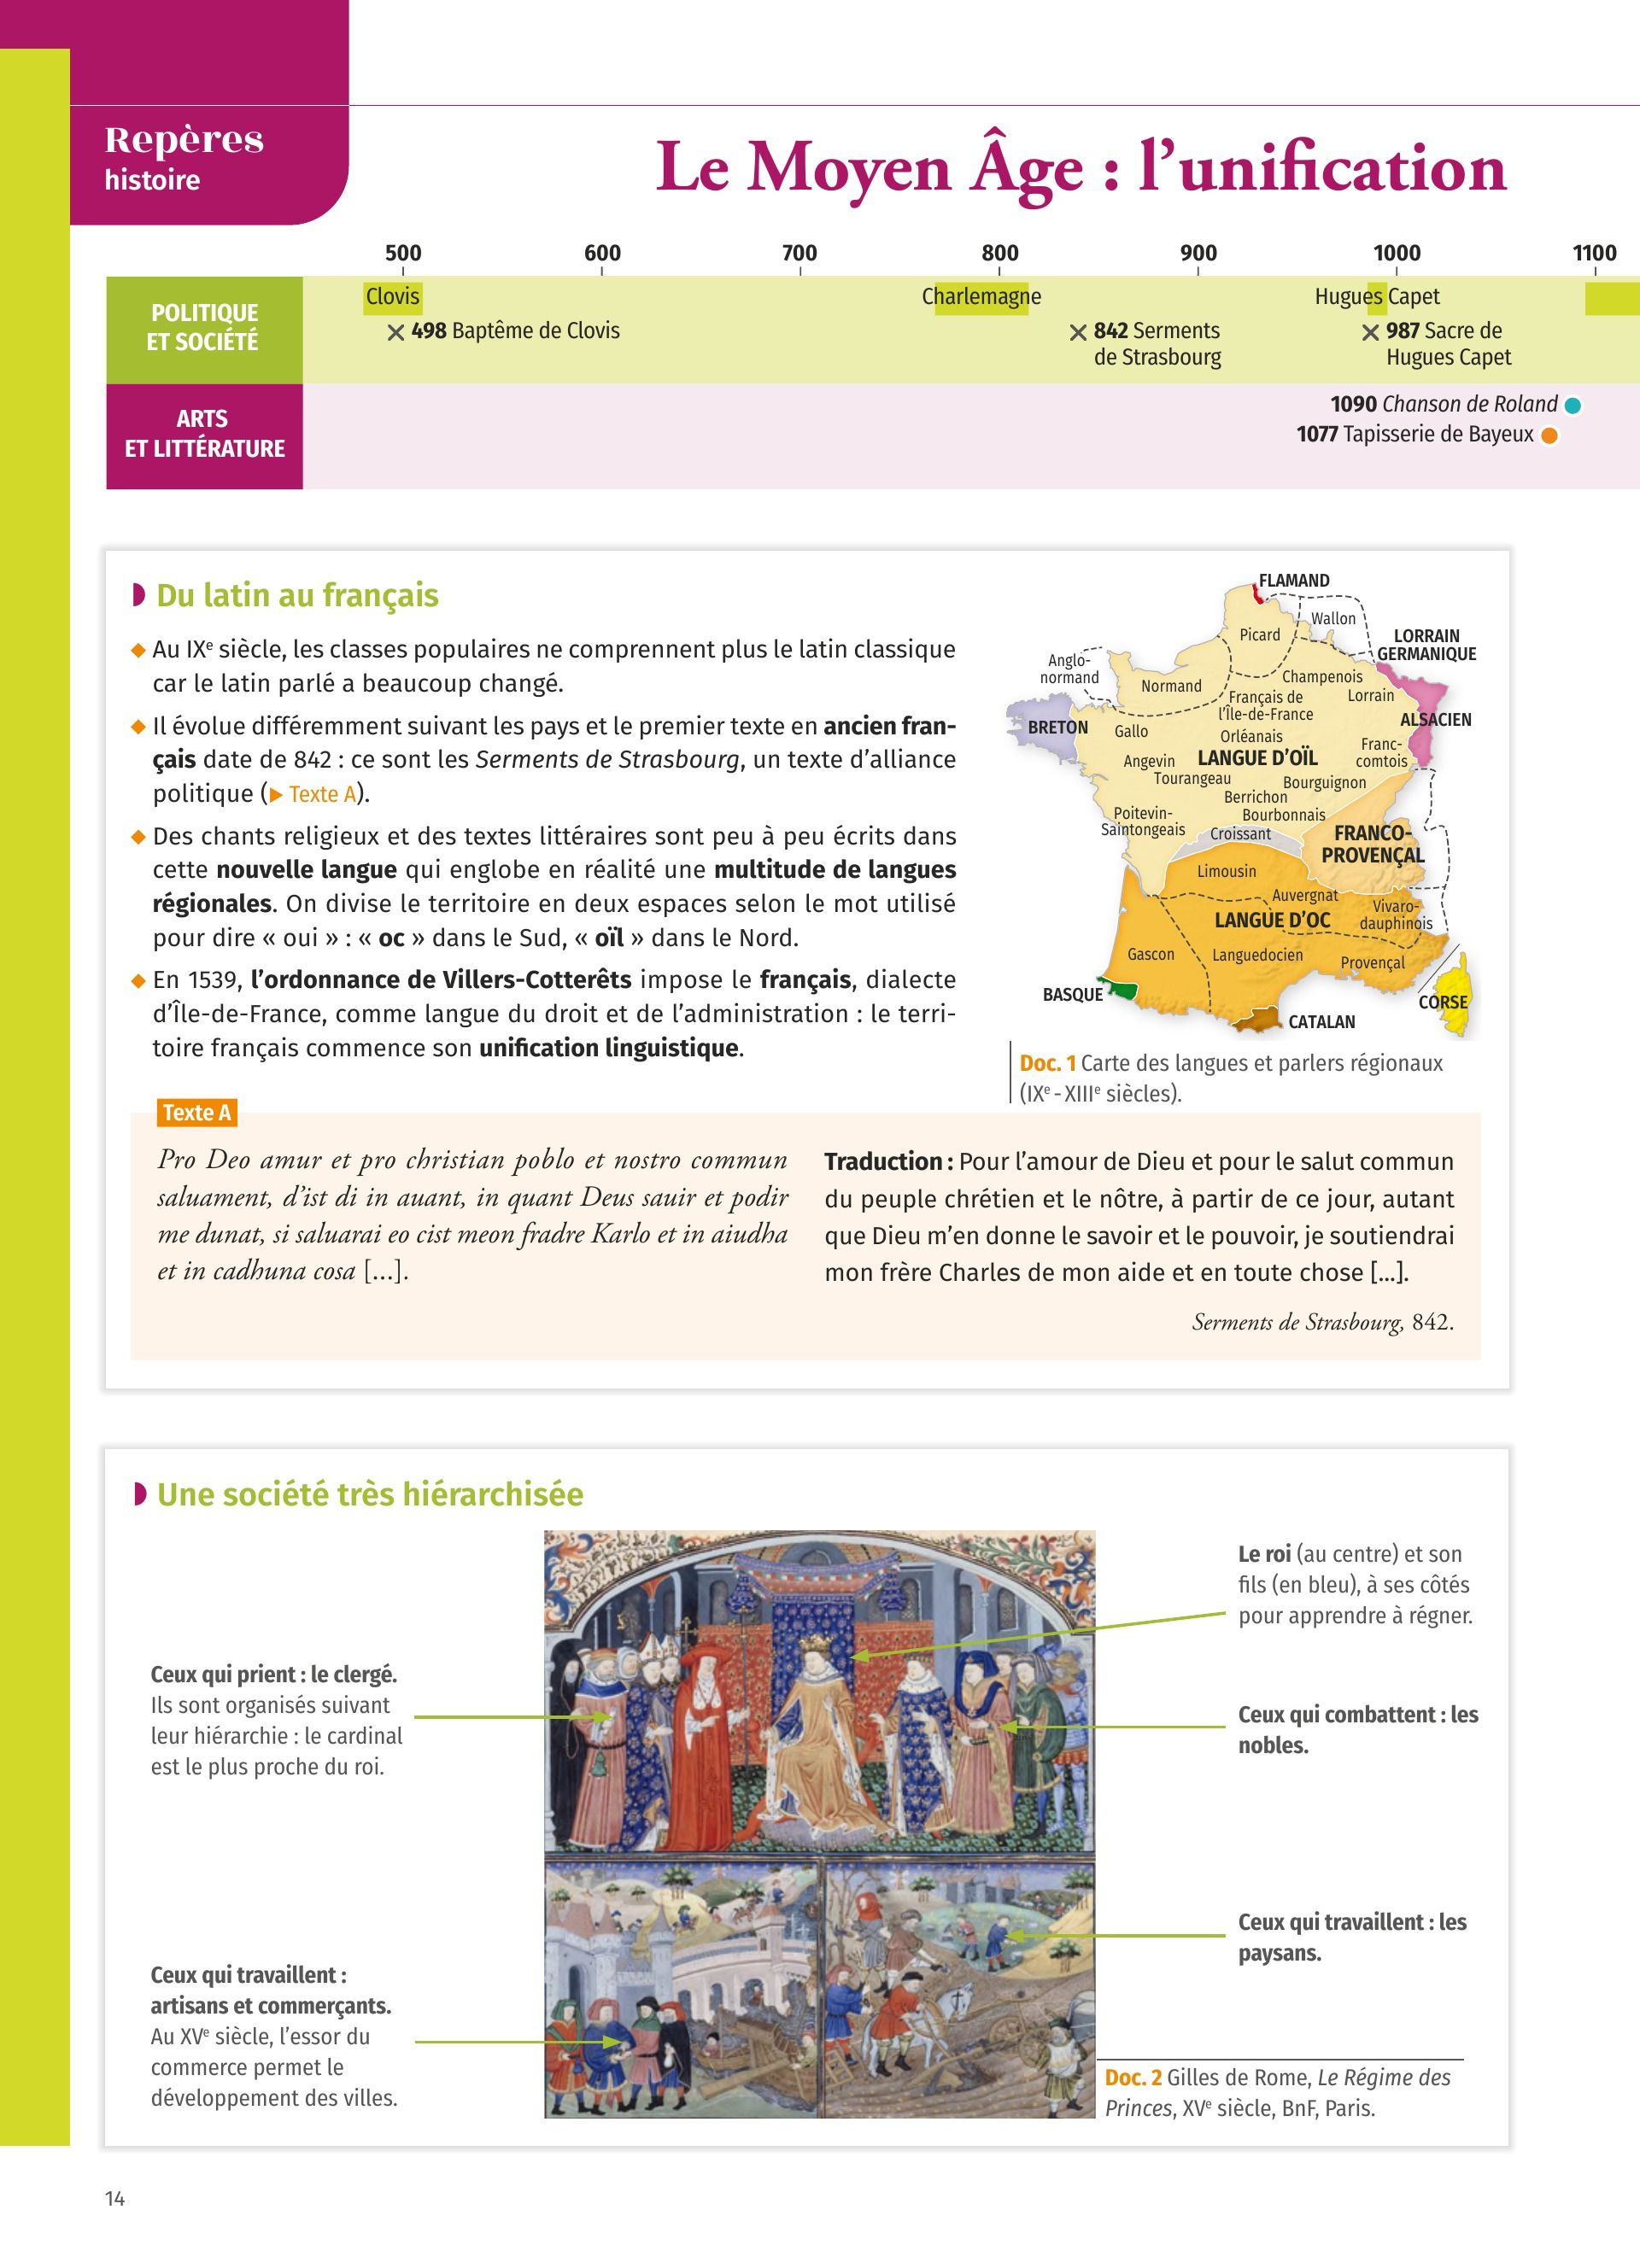 Repères
histoire
Le Moyen Âge : l’unification
500 600 700 800 900 1000 1100
POLITIQUE
ET SOCIÉTÉ
Clovis
Charlemagne
Hugues Capet
498 Baptême de Clovis
842 Serments
de Strasbourg
987 Sacre de
Hugues Capet
ARTS
ET LITTÉRATURE
1090 Chanson de Roland
1077 Tapisserie de Bayeux
Du latin au français
Au IXe siècle, les classes populaires ne comprennent plus le latin classique
car le latin parlé a beaucoup changé.
Il évolue différemment suivant les pays et le premier texte en ancien fran-
çais date de 842 : ce sont les Serments de Strasbourg, un texte d’alliance
politique (▶ Texte A).
Des chants religieux et des textes littéraires sont peu à peu écrits dans
cette nouvelle langue qui englobe en réalité une multitude de langues
régionales. On divise le territoire en deux espaces selon le mot utilisé
pour dire « oui » : « oc » dans le Sud, « oïl » dans le Nord.
En 1539, l’ordonnance de Villers-Cotterêts impose le français, dialecte
d’Île-de-France, comme langue du droit et de l’administration : le terri-
toire français commence son unification linguistique.
FLAMAND
Wallon
Picard
LORRAIN
GERMANIQUE
Anglo-
normand
Normand
Champenois
Lorrain
Français de
l’Île-de-France
ALSACIEN
BRETON
Gallo
Orléanais
Franc-
comtois
Angevin
LANGUE D’OÏL
Tourangeau
Bourguignon
Berrichon
Poitevin-
Saintongeais
Bourbonnais
Croissant
FRANCO-
PROVENÇAL
Limousin
Auvergnat
Vivaro-
dauphinois
LANGUE D’OC
Gascon
Languedocien
Provençal
BASQUE
CORSE
CATALAN
Doc. 1 Carte des langues et parlers régionaux
(IXe - XIIIe siècles).
Texte A
Pro Deo amur et pro christian poblo et nostro commun
saluament, d’ist di in auant, in quant Deus sauir et podir
me dunat, si saluarai eo cist meon fradre Karlo et in aiudha
et in cadhuna cosa [...].
Traduction : Pour l’amour de Dieu et pour le salut commun
du peuple chrétien et le nôtre, à partir de ce jour, autant
que Dieu m’en donne le savoir et le pouvoir, je soutiendrai
mon frère Charles de mon aide et en toute chose [...].
Serments de Strasbourg, 842.
Une société très hiérarchisée
Le roi (au centre) et son
fils (en bleu), à ses côtés
pour apprendre à régner.
Ceux qui prient : le clergé.
Ils sont organisés suivant
leur hiérarchie : le cardinal
est le plus proche du roi.
Ceux qui combattent : les
nobles.
Ceux qui travaillent : les
paysans.
Ceux qui travaillent :
artisans et commerçants.
Au XVe siècle, l’essor du
commerce permet le
développement des villes.
Doc. 2 Gilles de Rome, Le Régime des
Princes, XVe siècle, BnF, Paris.
14